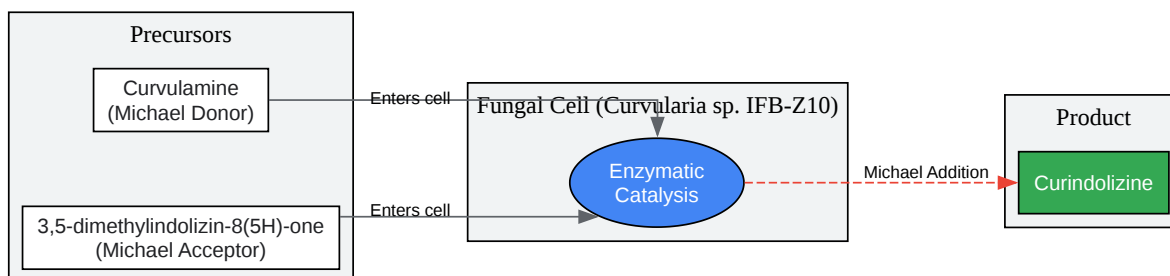 Precursors
Curvulamine
(Michael Donor)
3,5-dimethylindolizin-8(5H)-one
(Michael Acceptor)
Enters cell
Enters cell
Fungal Cell (Curvularia sp. IFB-Z10)
Enzymatic
Catalysis
Michael Addition
Product
Curindolizine